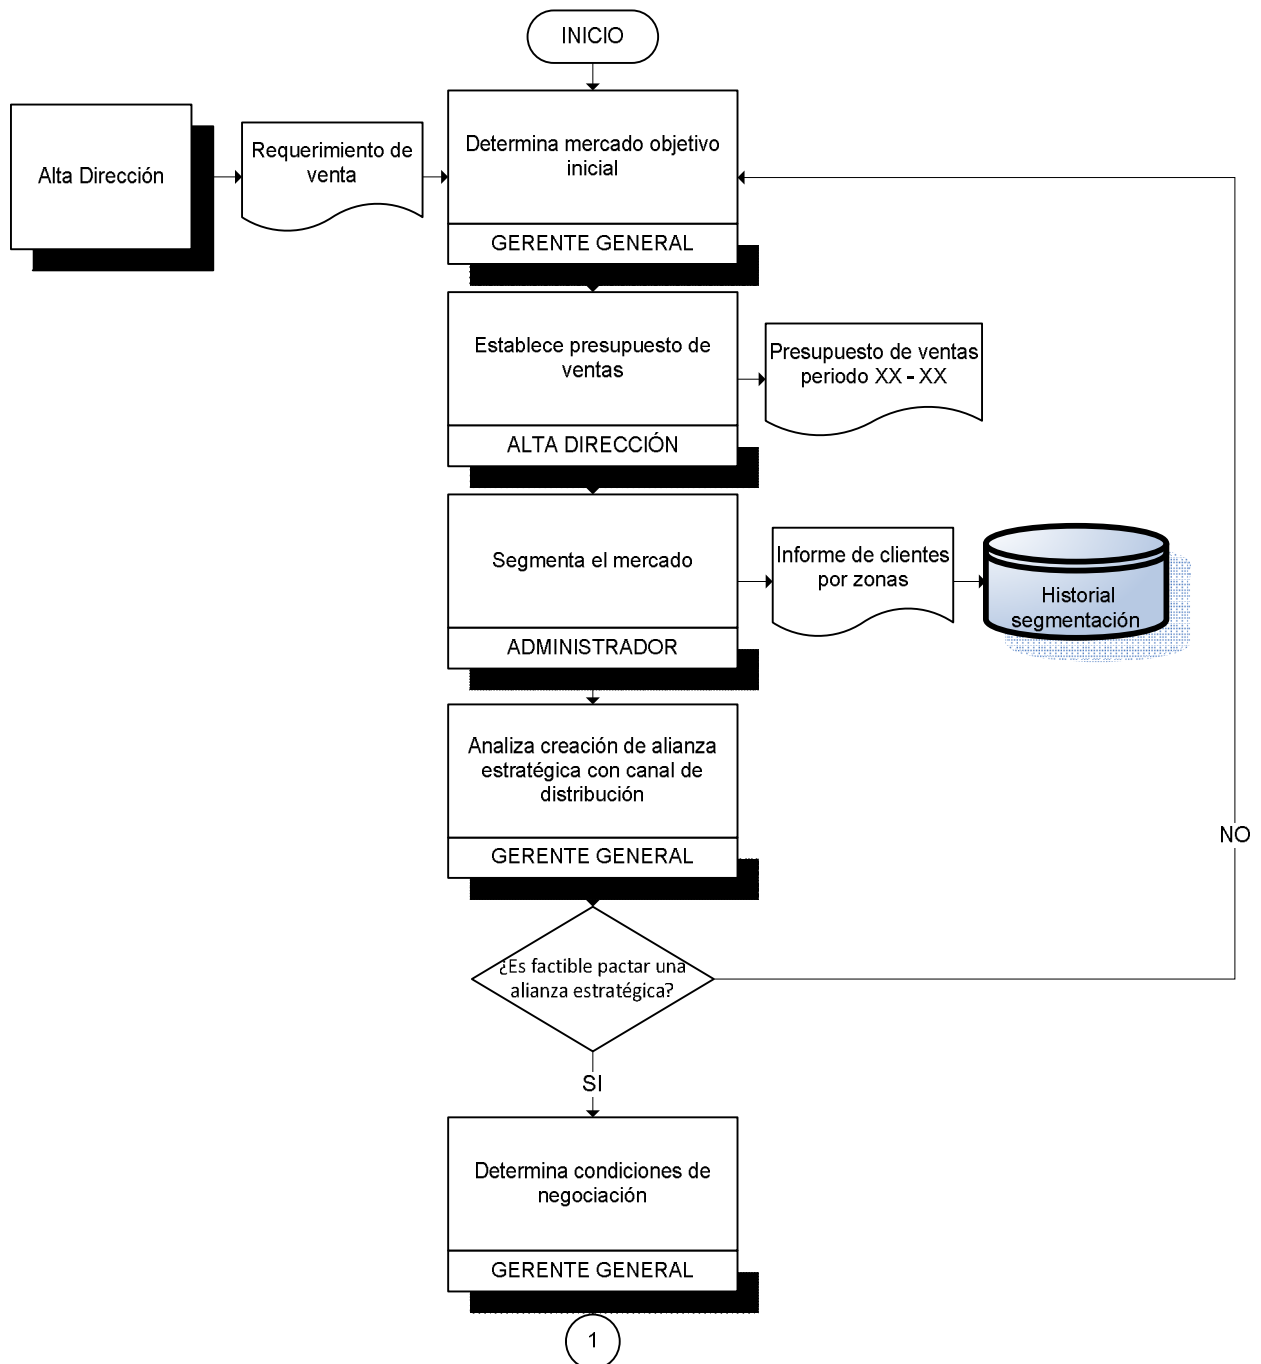 INICIO
Alta Dirección
Requerimiento de
venta
Determina mercado objetivo
inicial
GERENTE GENERAL
Establece presupuesto de
ventas
ALTA DIRECCIÓN
Presupuesto de ventas
periodo XX - XX
Segmenta el mercado
ADMINISTRADOR
Informe de clientes
por zonas
Historial
segmentación
Analiza creación de alianza
estratégica con canal de
distribución
GERENTE GENERAL
NO
¿Es factible pactar una
alianza estratégica?
SI
Determina condiciones de
negociación
GERENTE GENERAL
1